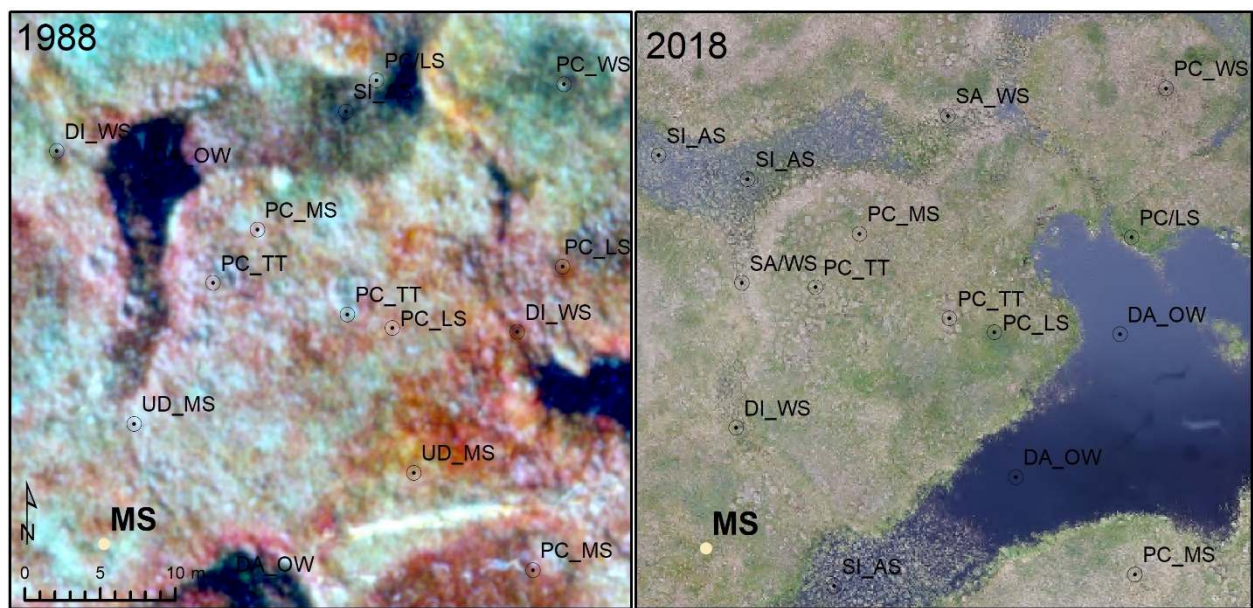 1988
PC/LS
PC_WS
SI_
DI_WS
_OW
PC_MS
PC_TT
PC_LS
PC_TT
PC_LS
DI_WS
UD_MS
UD_MS
N
MS
PC_MS
DA_OW
0 5 10 m
2018
PC_WS
SA_WS
SI_AS
SI_AS
PC_MS
PC/LS
SA/WS
PC_TT
PC_TT
PC_LS
DA_OW
DI_WS
DA_OW
MS
SI_AS
PC_MS